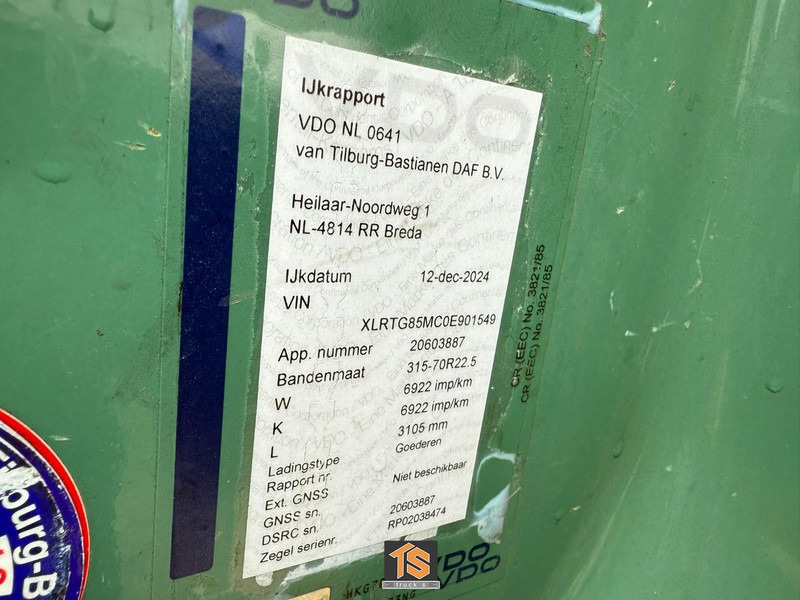 VDO
IJkrapport
VDO NL 0641
van Tilburg-Bastianen DAF B.V.
Heilaar-Noordweg 1
NL-4814 RR Breda
IJkdatum 12-dec-2024
VIN
XLRTG85MC0E901549
App. nummer 20603887
Bandenmaat 315-70R22.5
W 6922 imp/km
K 6922 imp/km
L 3105 mm
Ladingstype Goederen
Rapport nr.
Ext. GNSS Niet beschikbaar
GNSS sn.
DSRC sn. 20603887
Zegel serienr. RP02038474
CR (EEC) No. 3821/85
CR (EEC) No. 3821/85
VDO
VDO
TS
trucks